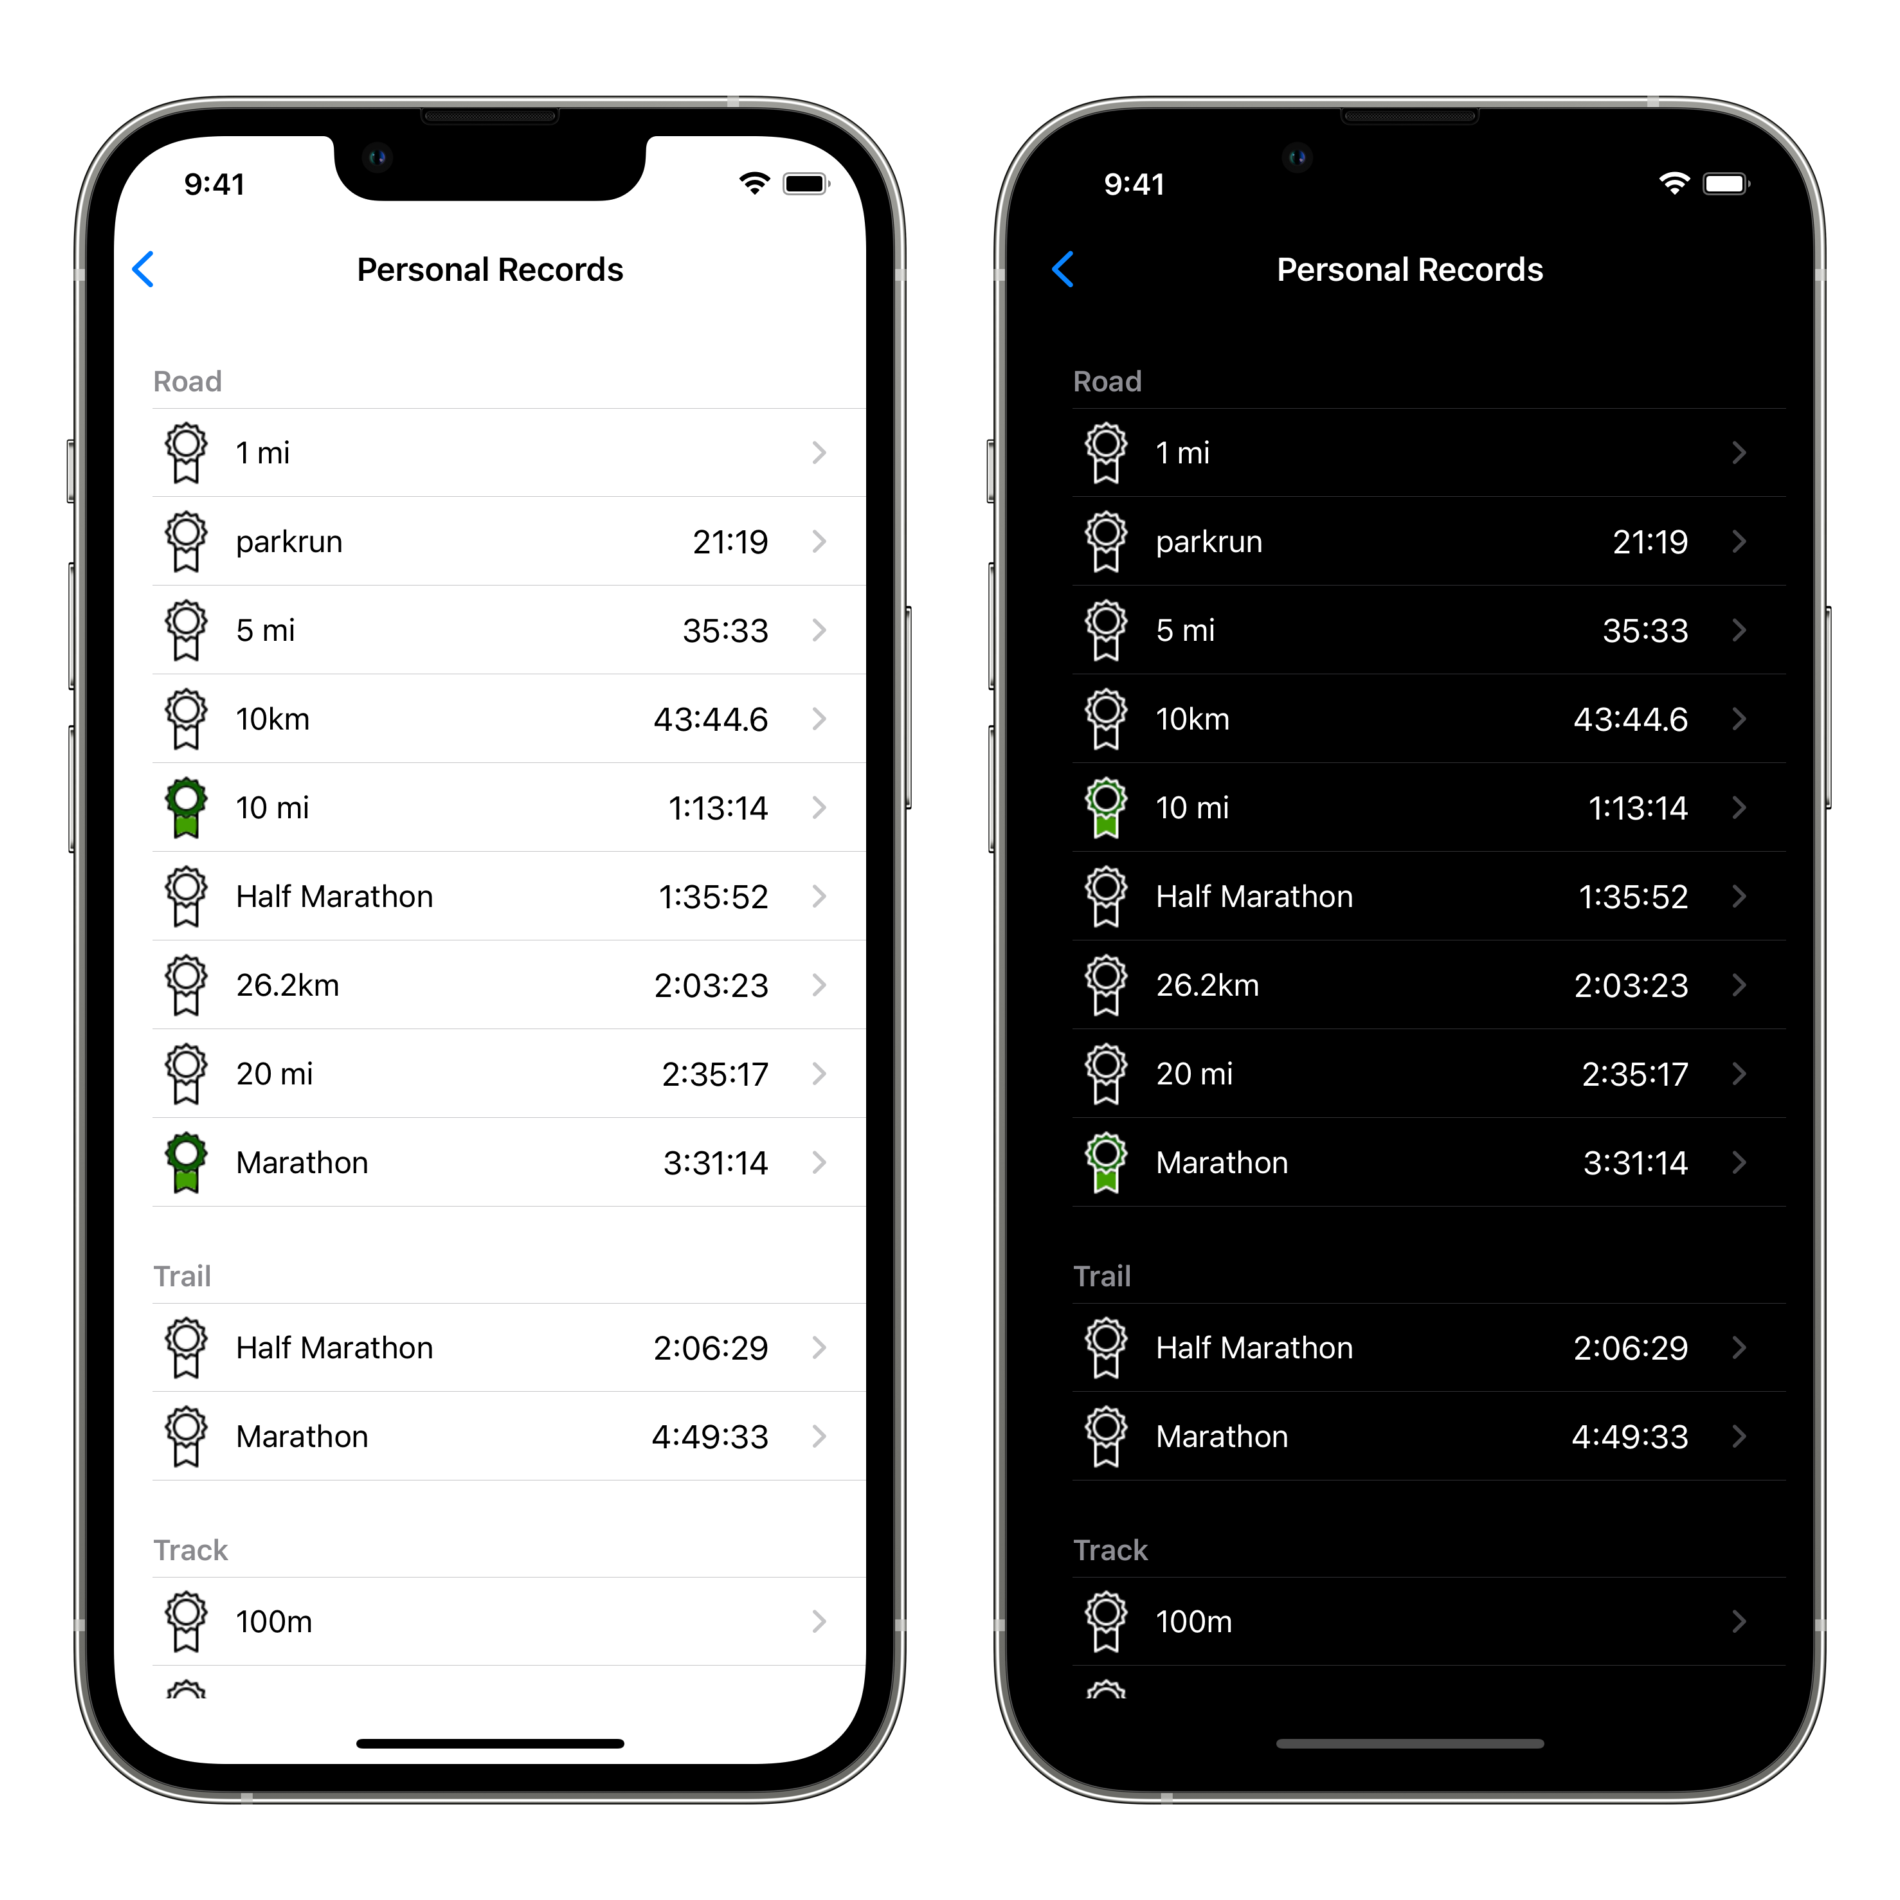 9:41
Personal Records
Road
1 mi
parkrun 21:19
5 mi 35:33
10km 43:44.6
10 mi 1:13:14
Half Marathon 1:35:52
26.2km 2:03:23
20 mi 2:35:17
Marathon 3:31:14
Trail
Half Marathon 2:06:29
Marathon 4:49:33
Track
100m
9:41
Personal Records
Road
1 mi
parkrun 21:19
5 mi 35:33
10km 43:44.6
10 mi 1:13:14
Half Marathon 1:35:52
26.2km 2:03:23
20 mi 2:35:17
Marathon 3:31:14
Trail
Half Marathon 2:06:29
Marathon 4:49:33
Track
100m